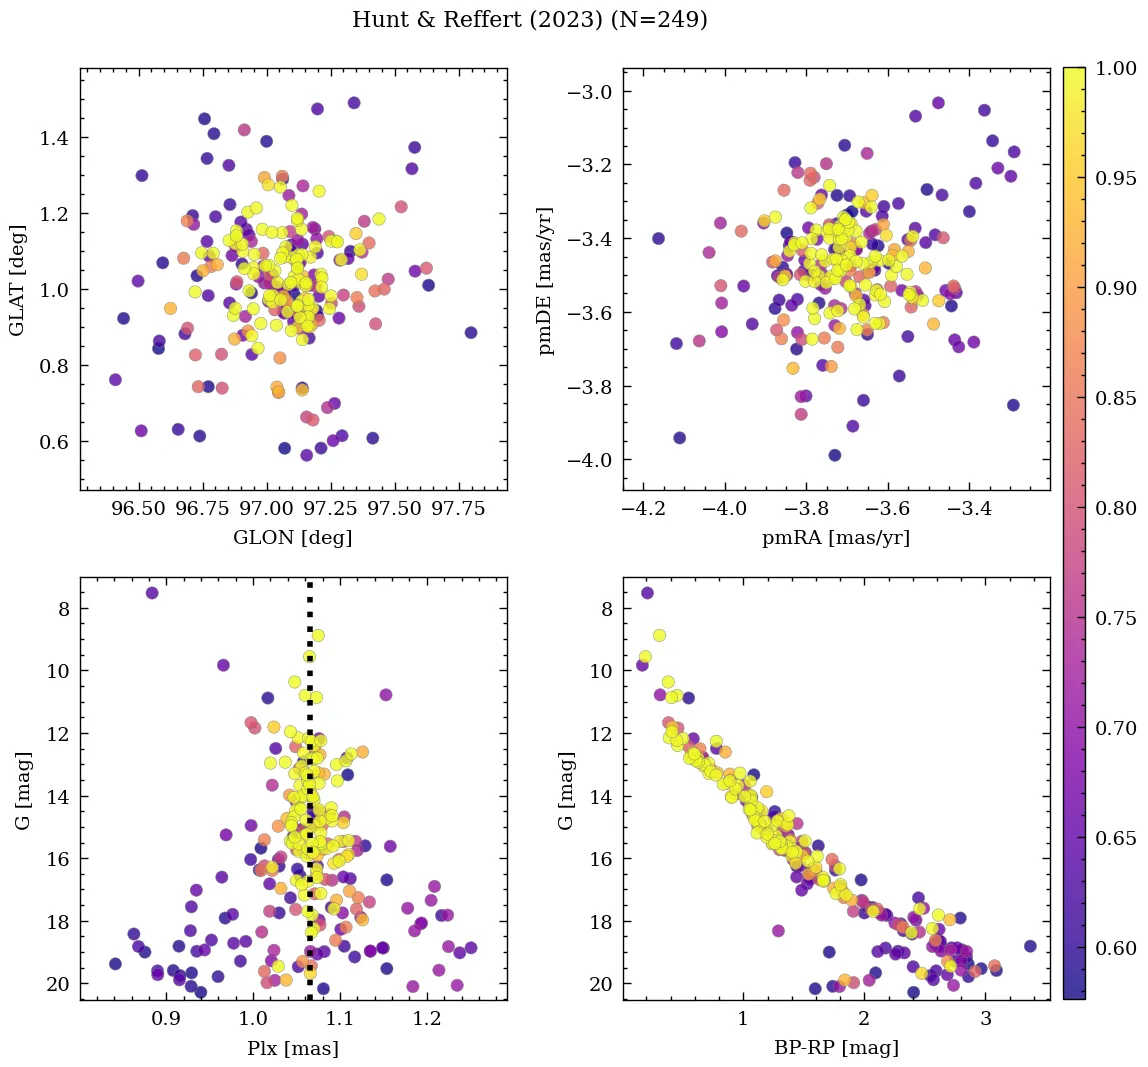 Hunt & Reffert (2023) (N=249)
1.4
1.2
1.0
0.8
0.6
GLAT [deg]
96.50 96.75 97.00 97.25 97.50 97.75
GLON [deg]
−3.0
−3.2
−3.4
−3.6
−3.8
−4.0
pmDE [mas/yr]
−4.2 −4.0 −3.8 −3.6 −3.4
pmRA [mas/yr]
8
10
12
14
16
18
20
G [mag]
0.9 1.0 1.1 1.2
Plx [mas]
8
10
12
14
16
18
20
G [mag]
1 2 3
BP-RP [mag]
1.00
0.95
0.90
0.85
0.80
0.75
0.70
0.65
0.60